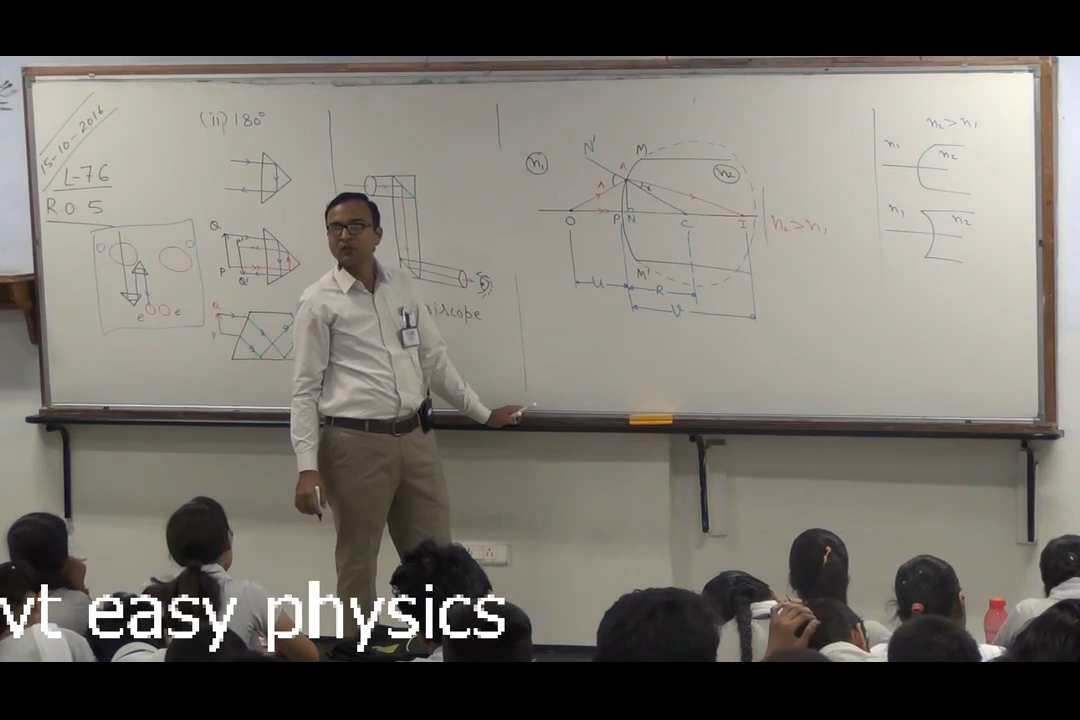 15-10-2016
L-76
R.O.5
(ii) 180°
Q
P
P'
Q'
Q
P
e e
n₁
N'
M
A
n₂
O
P
N
C
I
n₂>n₁
M'
U
R
V
n₂>n₁
n₁
n₂
n₁
n₂
vt easy physics